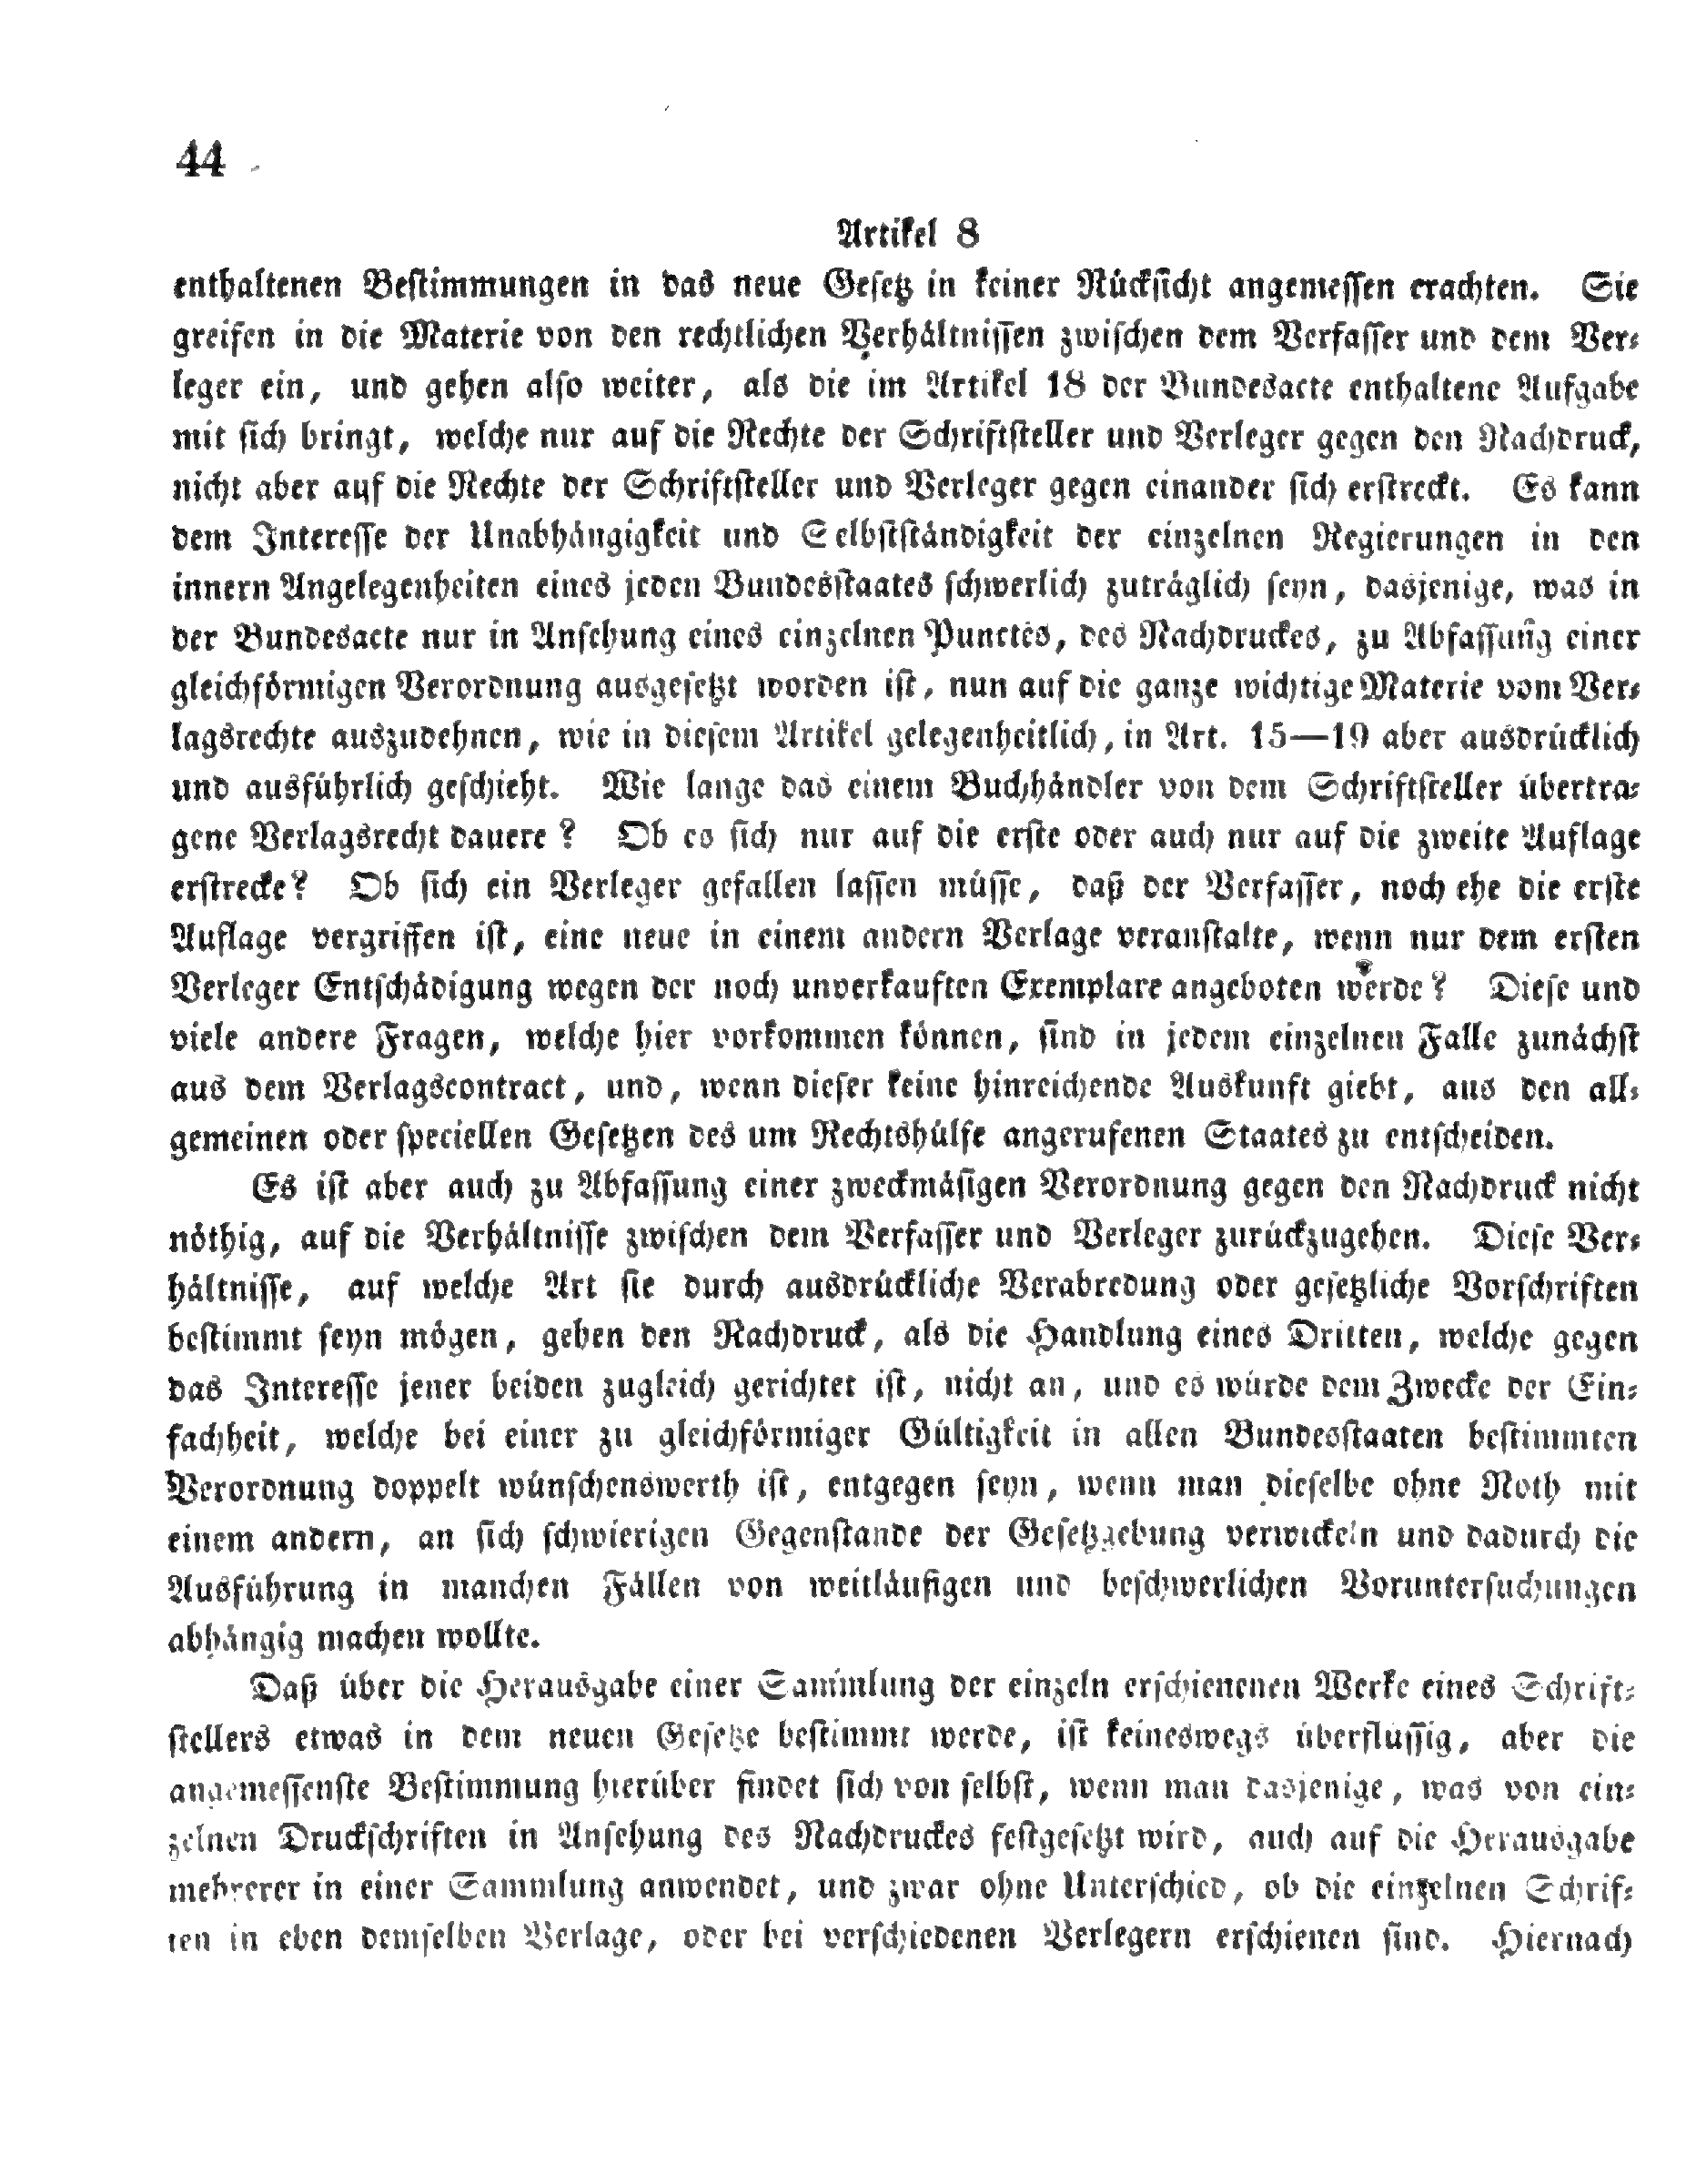 44
Artikel 8
enthaltenen Bestimmungen in das neue Gesetz in keiner Rücksicht angemessen erachten. Sie
greifen in die Materie von den rechtlichen Verhältnissen zwischen dem Verfasser und dem Ver-
leger ein, und gehen also weiter, als die im Artikel 18 der Bundesacte enthaltene Aufgabe
mit sich bringt, welche nur auf die Rechte der Schriftsteller und Verleger gegen den Nachdruck,
nicht aber auf die Rechte der Schriftsteller und Verleger gegen einander sich erstreckt. Es kann
dem Interesse der Unabhängigkeit und Selbstständigkeit der einzelnen Regierungen in den
innern Angelegenheiten eines jeden Bundesstaates schwerlich zuträglich seyn, dasjenige, was in
der Bundesacte nur in Ansehung eines einzelnen Punctes, des Nachdruckes, zu Abfassung einer
gleichförmigen Verordnung ausgesetzt worden ist, nun auf die ganze wichtige Materie vom Ver-
lagsrechte auszudehnen, wie in diesem Artikel gelegenheitlich, in Art. 15—19 aber ausdrücklich
und ausführlich geschieht. Wie lange das einem Buchhändler von dem Schriftsteller übertra-
gene Verlagsrecht dauere? Ob es sich nur auf die erste oder auch nur auf die zweite Auflage
erstrecke? Ob sich ein Verleger gefallen lassen müsse, daß der Verfasser, noch ehe die erste
Auflage vergriffen ist, eine neue in einem andern Verlage veranstalte, wenn nur dem ersten
Verleger Entschädigung wegen der noch unverkauften Exemplare angeboten werde? Diese und
viele andere Fragen, welche hier vorkommen können, sind in jedem einzelnen Falle zunächst
aus dem Verlagscontract, und, wenn dieser keine hinreichende Auskunft giebt, aus den all-
gemeinen oder speciellen Gesetzen des um Rechtshülfe angerufenen Staates zu entscheiden.
Es ist aber auch zu Abfassung einer zweckmäsigen Verordnung gegen den Nachdruck nicht
nöthig, auf die Verhältnisse zwischen dem Verfasser und Verleger zurückzugehen. Diese Ver-
hältnisse, auf welche Art sie durch ausdrückliche Verabredung oder gesetzliche Vorschriften
bestimmt seyn mögen, gehen den Nachdruck, als die Handlung eines Dritten, welche gegen
das Interesse jener beiden zugleich gerichtet ist, nicht an, und es würde dem Zwecke der Ein-
fachheit, welche bei einer zu gleichförmiger Gültigkeit in allen Bundesstaaten bestimmten
Verordnung doppelt wünschenswerth ist, entgegen seyn, wenn man dieselbe ohne Noth mit
einem andern, an sich schwierigen Gegenstande der Gesetzgebung verwickeln und dadurch die
Ausführung in manchen Fällen von weitläufigen und beschwerlichen Voruntersuchungen
abhängig machen wollte.
Daß über die Herausgabe einer Sammlung der einzeln erschienenen Werke eines Schrift-
stellers etwas in dem neuen Gesetze bestimmt werde, ist keineswegs überflüssig, aber die
angemessenste Bestimmung hierüber findet sich von selbst, wenn man dasjenige, was von ein-
zelnen Druckschriften in Ansehung des Nachdruckes festgesetzt wird, auch auf die Herausgabe
mehrerer in einer Sammlung anwendet, und zwar ohne Unterschied, ob die einzelnen Schrif-
ten in eben demselben Verlage, oder bei verschiedenen Verlegern erschienen sind. Hiernach